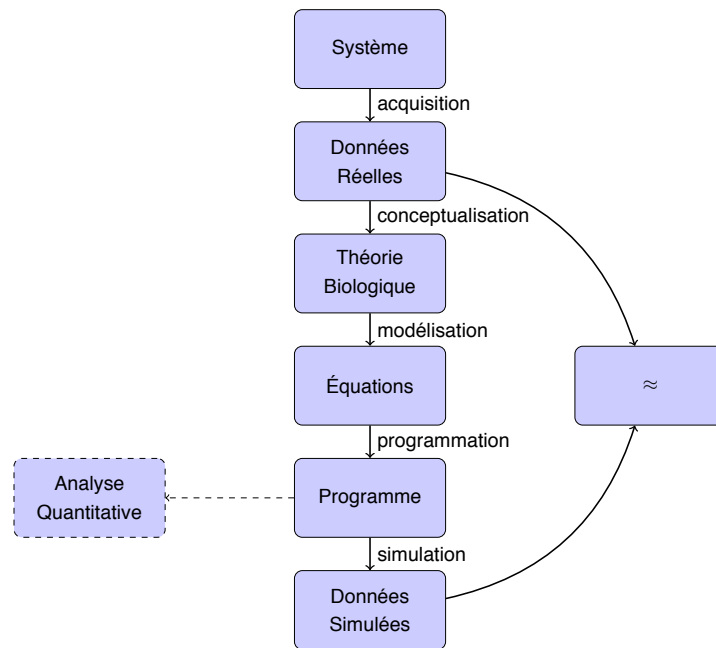 Système
acquisition
Données
Réelles
conceptualisation
Théorie
Biologique
modélisation
Équations
≈
programmation
Analyse
Quantitative
Programme
simulation
Données
Simulées